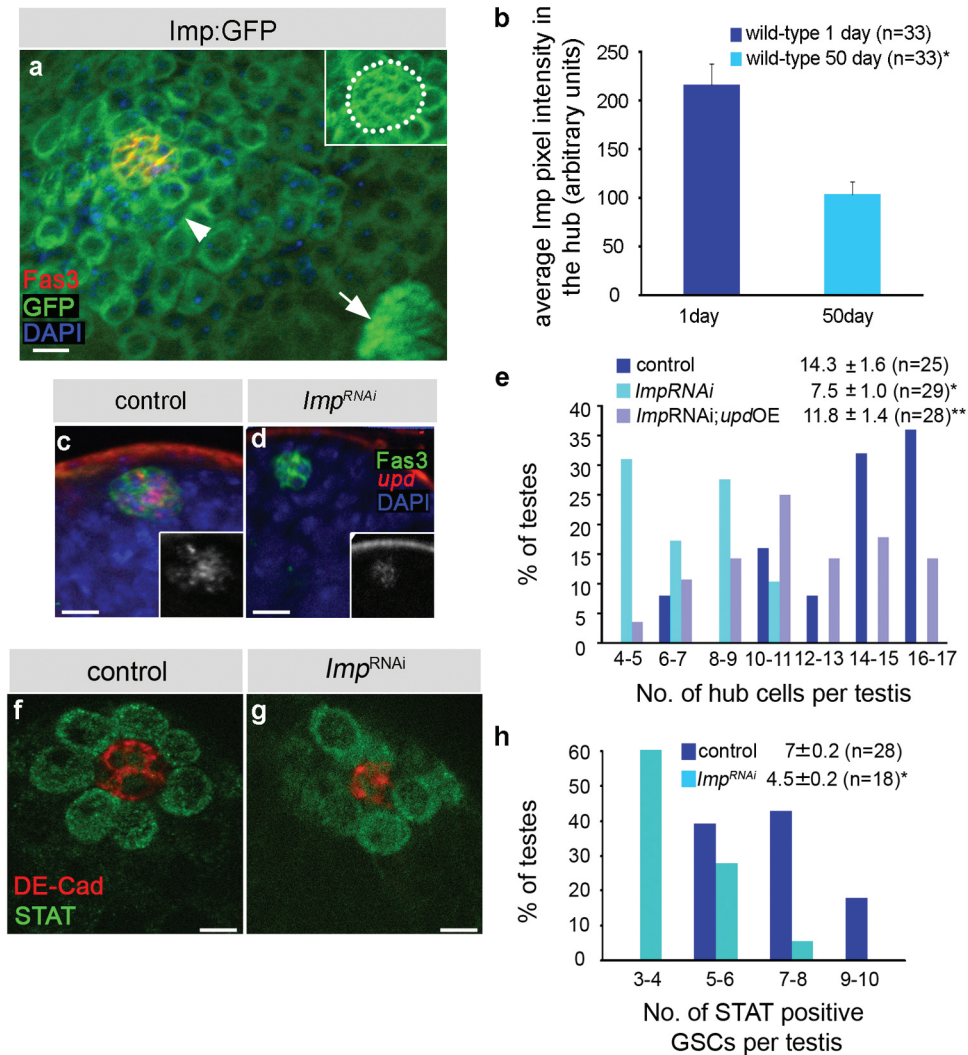 Imp:GFP
a
Fas3
GFP
DAPI
b
wild-type 1 day (n=33)
wild-type 50 day (n=33)*
average Imp pixel intensity in
the hub (arbitrary units)
250
200
150
100
50
0
1day
50day
control
Imp^RNAi
c
d
Fas3
upd
DAPI
e
control 14.3 ± 1.6 (n=25)
ImpRNAi 7.5 ± 1.0 (n=29)*
ImpRNAi;updOE 11.8 ± 1.4 (n=28)**
% of testes
40
35
30
25
20
15
10
5
0
4-5 6-7 8-9 10-11 12-13 14-15 16-17
No. of hub cells per testis
control
Imp^RNAi
f
g
DE-Cad
STAT
h
control 7±0.2 (n=28)
Imp^RNAi 4.5±0.2 (n=18)*
% of testes
60
50
40
30
20
10
0
3-4 5-6 7-8 9-10
No. of STAT positive
GSCs per testis